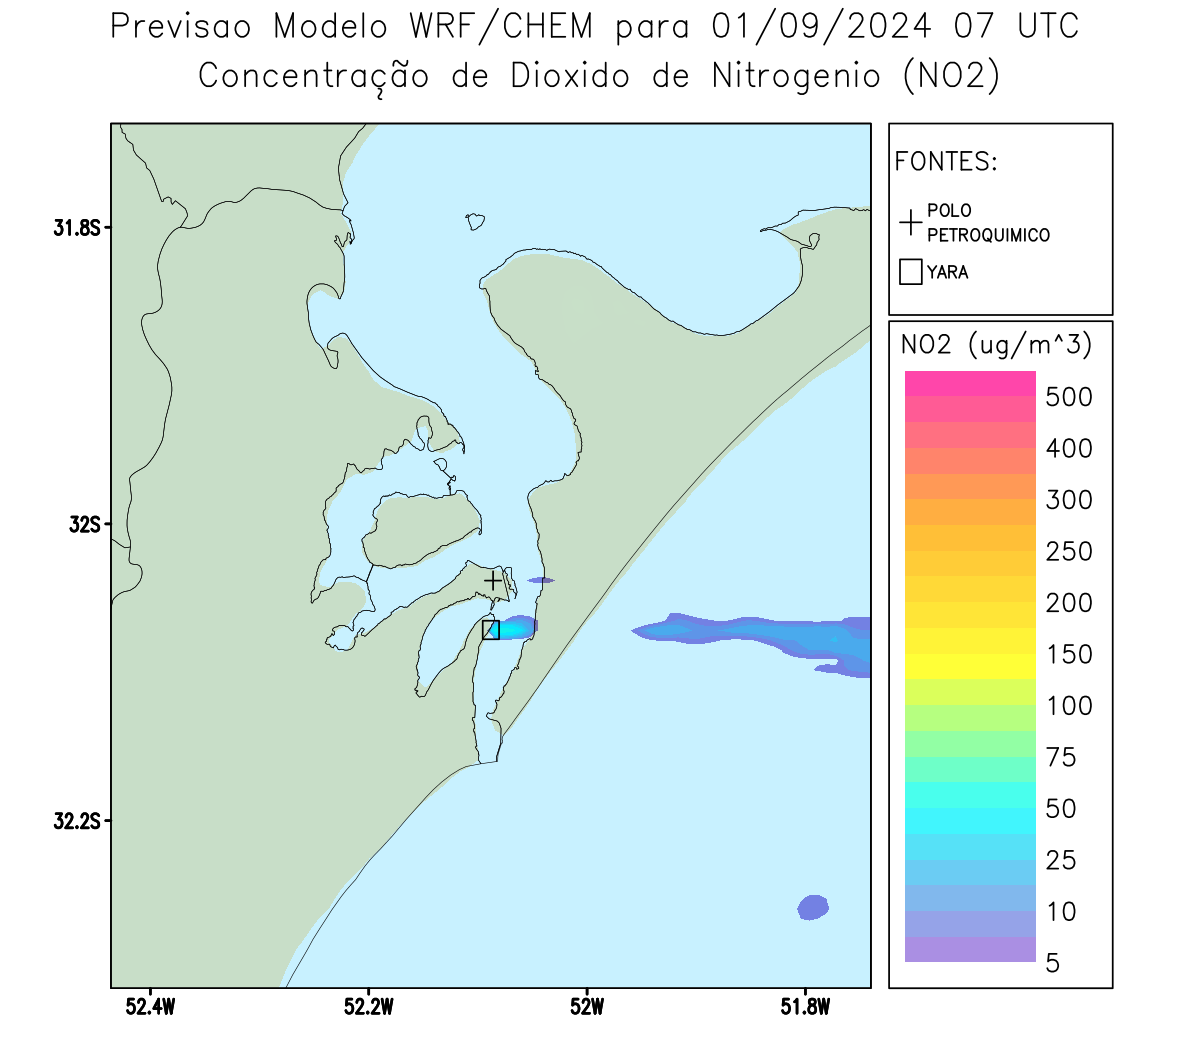 Previsao Modelo WRF/CHEM para 01/09/2024 07 UTC
Concentração de Dioxido de Nitrogenio (NO2)
FONTES:
POLO
PETROQUIMICO
YARA
NO2 (ug/m^3)
500
400
300
250
200
150
100
75
50
25
10
5
31.8S
32S
32.2S
52.4W
52.2W
52W
51.8W